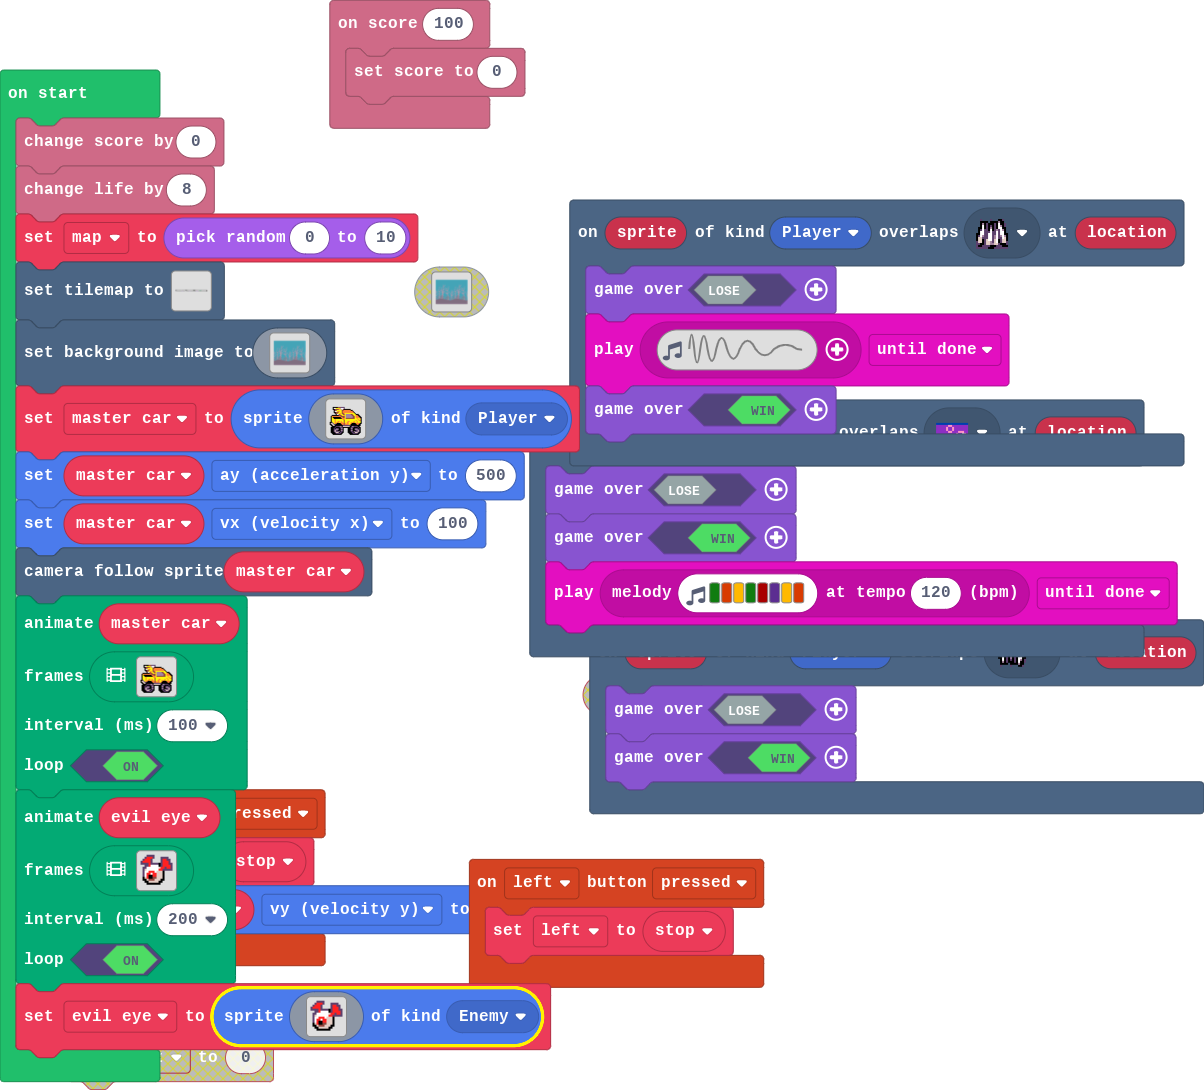 on score 100
set score to 0
on start
change score by 0
change life by 8
set map to pick random 0 to 10
set tilemap to
set background image to
set master car to sprite of kind Player
set master car ay (acceleration y) to 500
set master car vx (velocity x) to 100
camera follow sprite master car
animate master car
frames
interval (ms) 100
loop ON
animate evil eye
frames
interval (ms) 200
loop ON
set evil eye to sprite of kind Enemy
to 0
on sprite of kind Player overlaps at location
game over LOSE
play until done
game over WIN
overlaps at location
game over LOSE
game over WIN
play melody at tempo 120 (bpm) until done
game over LOSE
game over WIN
stop
vy (velocity y) to
on left button pressed
set left to stop